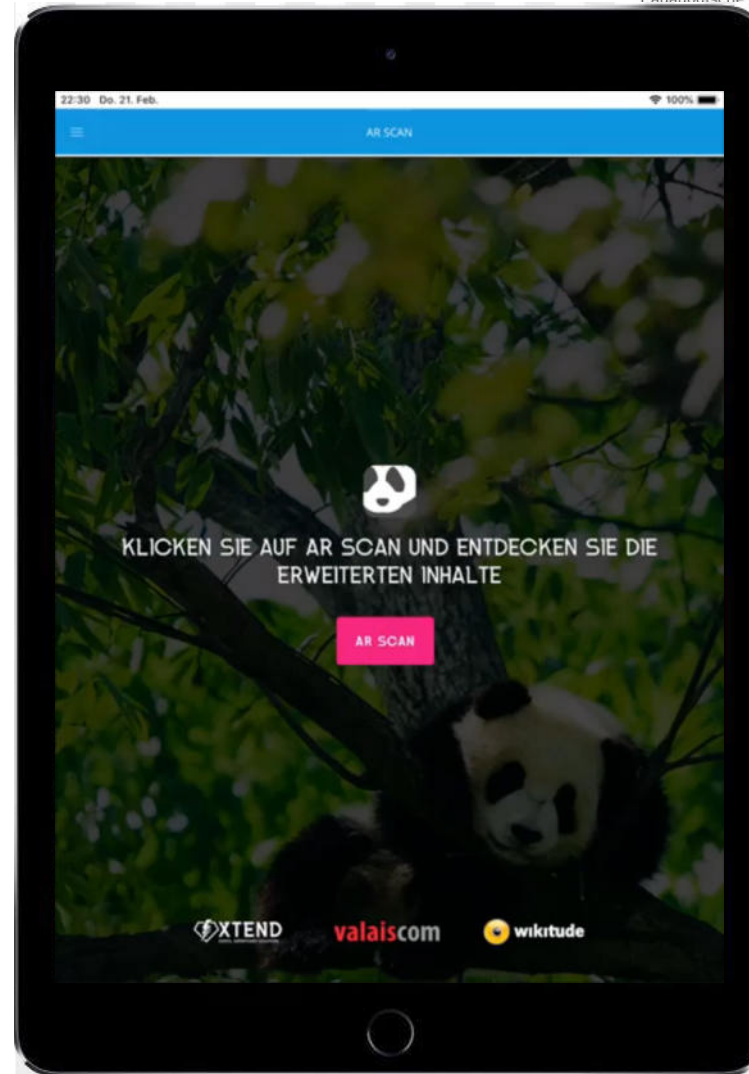 22:30 Do. 21. Feb.
100%
AR SCAN
KLICKEN SIE AUF AR SCAN UND ENTDECKEN SIE DIE
ERWEITERTEN INHALTE
AR SCAN
XTEND
valaiscom
wikitude